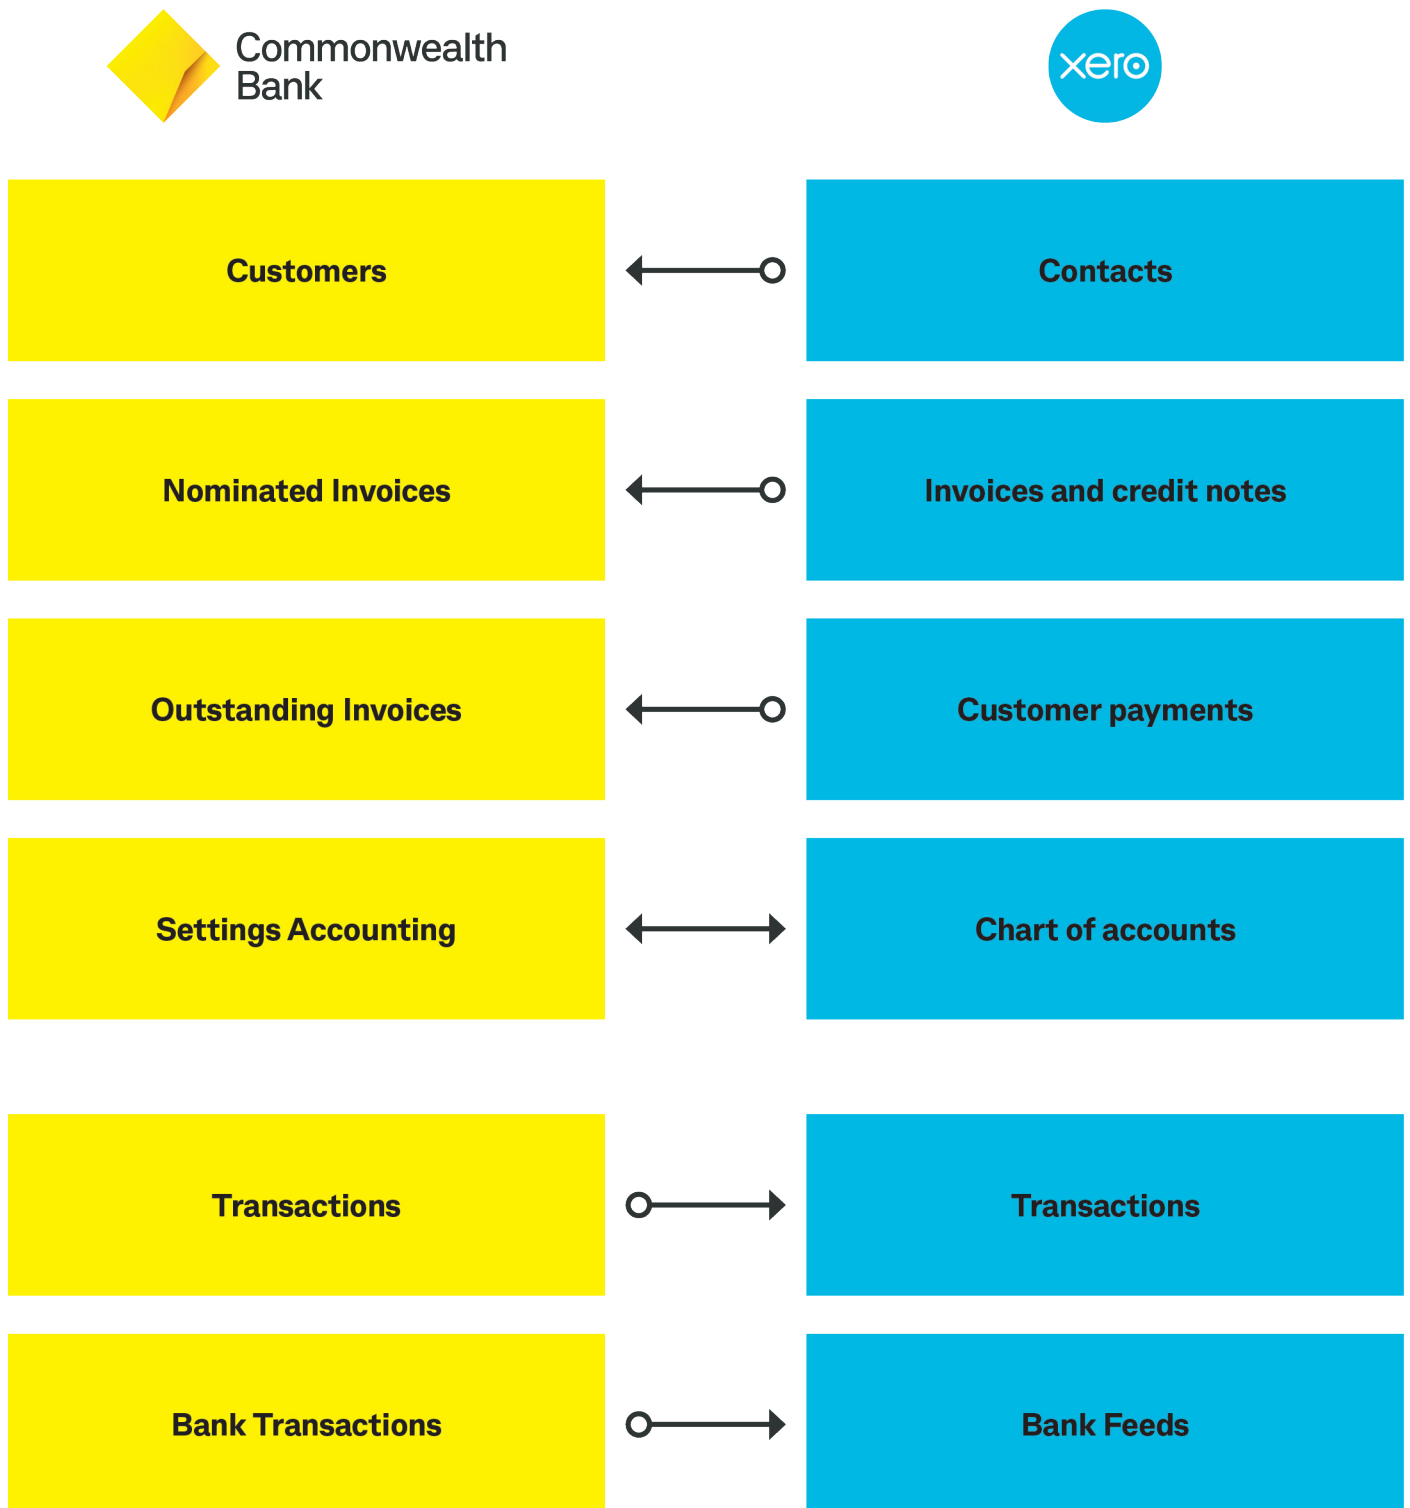 Commonwealth
Bank
xero
Customers
Contacts
Nominated Invoices
Invoices and credit notes
Outstanding Invoices
Customer payments
Settings Accounting
Chart of accounts
Transactions
Transactions
Bank Transactions
Bank Feeds